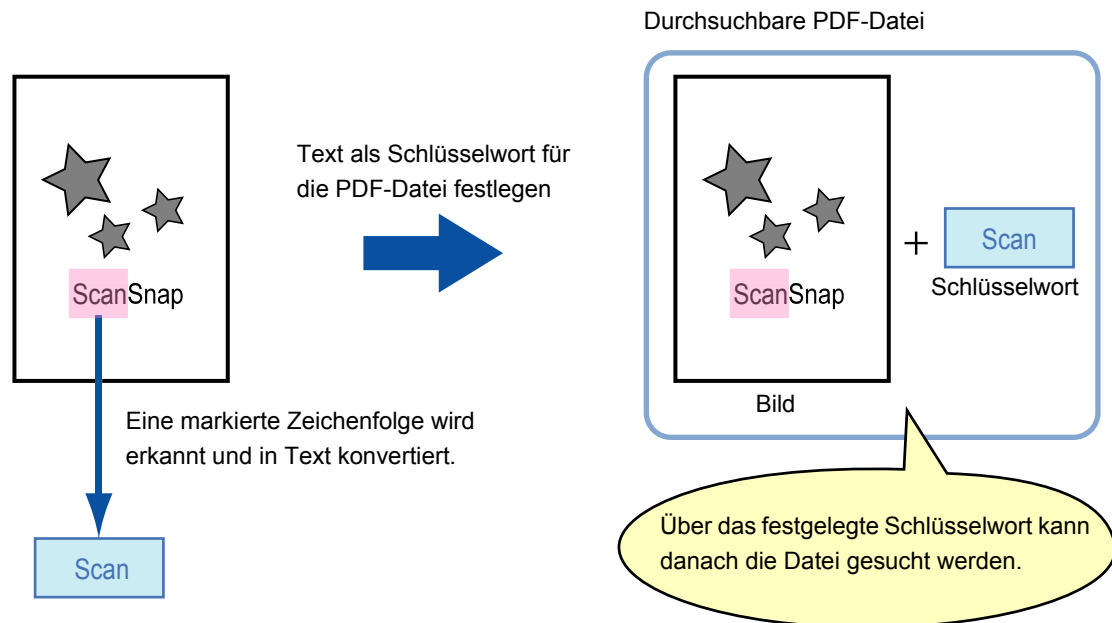 Durchsuchbare PDF-Datei
Text als Schlüsselwort für
die PDF-Datei festlegen
ScanSnap
Eine markierte Zeichenfolge wird
erkannt und in Text konvertiert.
Scan
ScanSnap
Bild
+
Scan
Schlüsselwort
Über das festgelegte Schlüsselwort kann
danach die Datei gesucht werden.